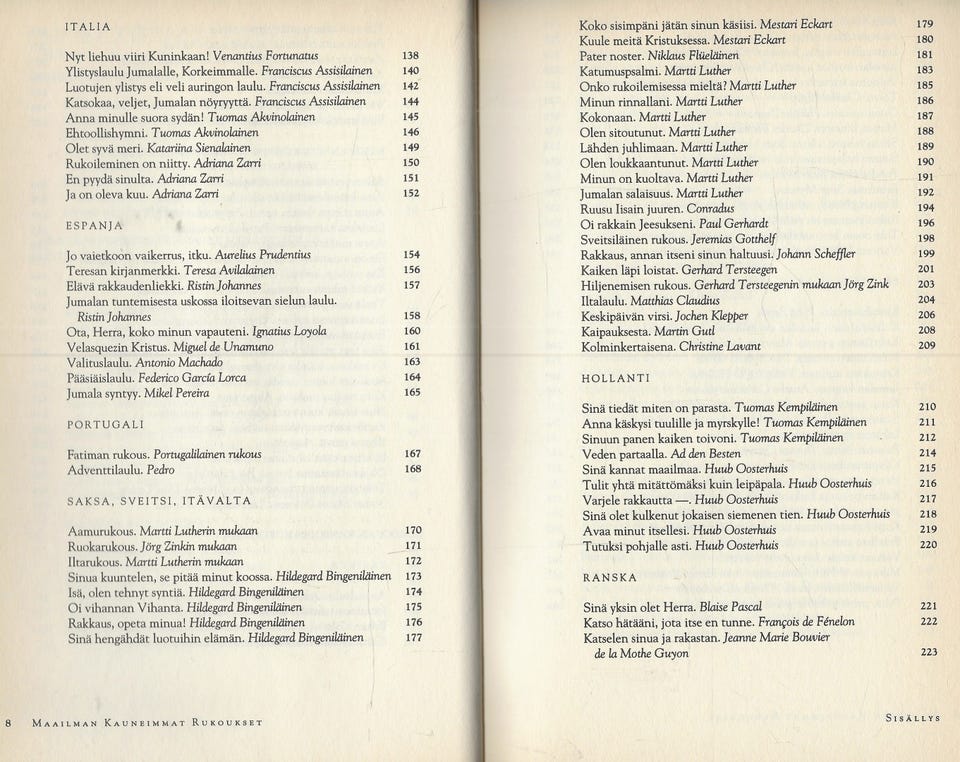 ITALIA
Nyt liehuu viiri Kuninkaan! Venantius Fortunatus 138
Ylistyslaulu Jumalalle, Korkeimmalle. Franciscus Assisilainen 140
Luotujen ylistys eli veli auringon laulu. Franciscus Assisilainen 142
Katsokaa, veljet, Jumalan nöyryyttä. Franciscus Assisilainen 144
Anna minulle suora sydän! Tuomas Akvinolainen 145
Ehtoollishymni. Tuomas Akvinolainen 146
Olet syvä meri. Katariina Sienalainen 149
Rukoileminen on niitty. Adriana Zarri 150
En pyydä sinulta. Adriana Zarri 151
Ja on oleva kuu. Adriana Zarri 152
ESPANJA
Jo vaietkoon vaikerrus, itku. Aurelius Prudentius 154
Teresan kirjanmerkki. Teresa Avilalainen 156
Elävä rakkaudenliekki. Ristin Johannes 157
Jumalan tuntemisesta uskossa iloitsevan sielun laulu.
Ristin Johannes 158
Ota, Herra, koko minun vapauteni. Ignatius Loyola 160
Velasquezin Kristus. Miguel de Unamuno 161
Valituslaulu. Antonio Machado 163
Pääsiäislaulu. Federico García Lorca 164
Jumala syntyy. Mikel Pereira 165
PORTUGALI
Fatiman rukous. Portugalilainen rukous 167
Adventtilaulu. Pedro 168
SAKSA, SVEITSI, ITÄVALTA
Aamurukous. Martti Lutherin mukaan 170
Ruokarukous. Jörg Zinkin mukaan 171
Iltarukous. Martti Lutherin mukaan 172
Sinua kuuntelen, se pitää minut koossa. Hildegard Bingeniläinen 173
Isä, olen tehnyt syntiä. Hildegard Bingeniläinen 174
Oi vihannan Vihanta. Hildegard Bingeniläinen 175
Rakkaus, opeta minua! Hildegard Bingeniläinen 176
Sinä hengähdät luotuihin elämän. Hildegard Bingeniläinen 177
8 MAAILMAN KAUNEIMMAT RUKOUKSET
Koko sisimpäni jätän sinun käsiisi. Mestari Eckart 179
Kuule meitä Kristuksessa. Mestari Eckart 180
Pater noster. Niklaus Flüeläinen 181
Katumuspsalmi. Martti Luther 183
Onko rukoilemisessa mieltä? Martti Luther 185
Minun rinnallani. Martti Luther 186
Kokonaan. Martti Luther 187
Olen sitoutunut. Martti Luther 188
Lähden juhlimaan. Martti Luther 189
Olen loukkaantunut. Martti Luther 190
Minun on kuoltava. Martti Luther 191
Jumalan salaisuus. Martti Luther 192
Ruusu Iisain juuren. Conradus 194
Oi rakkain Jeesukseni. Paul Gerhardt 196
Sveitsiläinen rukous. Jeremias Gotthelf 198
Rakkaus, annan itseni sinun haltuusi. Johann Scheffler 199
Kaiken läpi loistat. Gerhard Tersteegen 201
Hiljenemisen rukous. Gerhard Tersteegenin mukaan Jörg Zink 203
Iltalaulu. Matthias Claudius 204
Keskipäivän virsi. Jochen Klepper 206
Kaipauksesta. Martin Gutl 208
Kolminkertaisena. Christine Lavant 209
HOLLANTI
Sinä tiedät miten on parasta. Tuomas Kempiläinen 210
Anna käskysi tuulille ja myrskylle! Tuomas Kempiläinen 211
Sinuun panen kaiken toivoni. Tuomas Kempiläinen 212
Veden partaalla. Ad den Besten 214
Sinä kannat maailmaa. Huub Oosterhuis 215
Tulit yhtä mitättömäksi kuin leipäpala. Huub Oosterhuis 216
Varjele rakkautta —. Huub Oosterhuis 217
Sinä olet kulkenut jokaisen siemenen tien. Huub Oosterhuis 218
Avaa minut itsellesi. Huub Oosterhuis 219
Tutuksi pohjalle asti. Huub Oosterhuis 220
RANSKA
Sinä yksin olet Herra. Blaise Pascal 221
Katso hätääni, jota itse en tunne. François de Fénelon 222
Katselen sinua ja rakastan. Jeanne Marie Bouvier
de la Mothe Guyon 223
SISÄLLYS